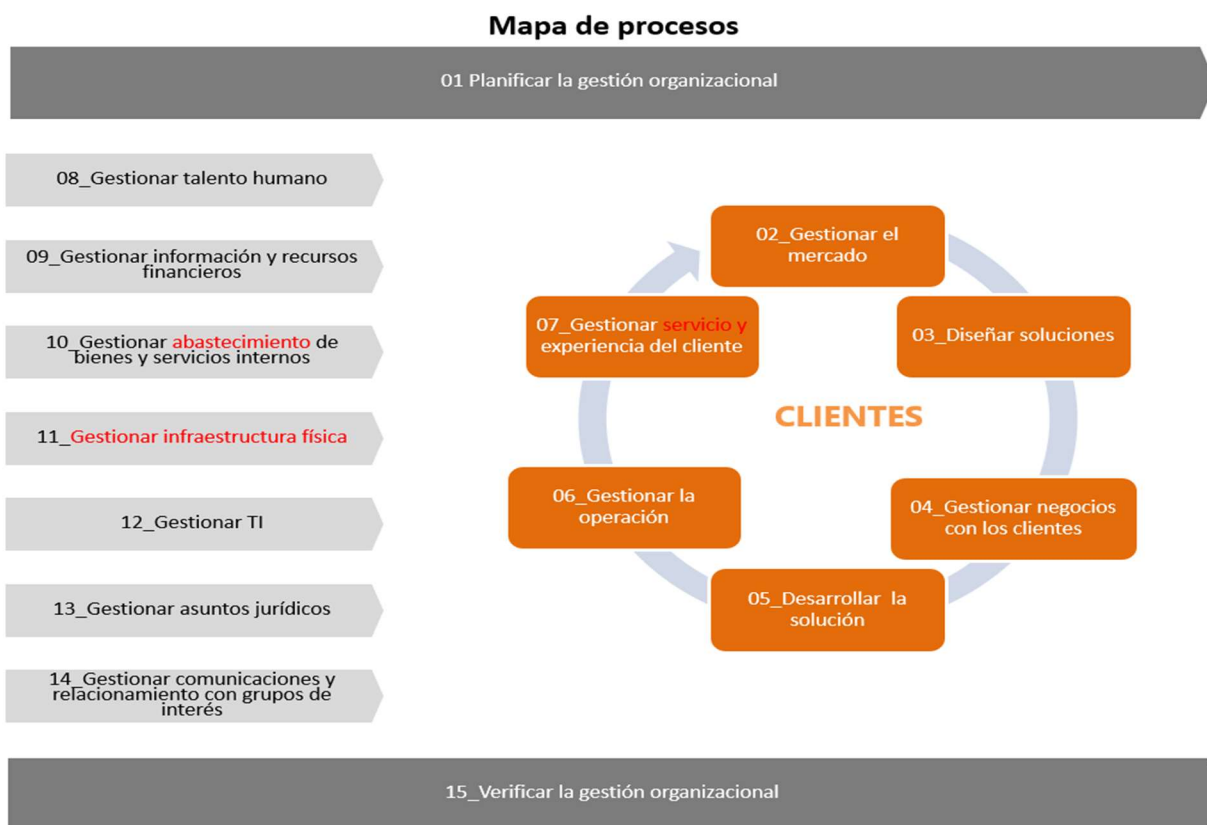 Mapa de procesos
01 Planificar la gestión organizacional
08_Gestionar talento humano
09_Gestionar información y recursos
financieros
10_Gestionar abastecimiento de
bienes y servicios internos
11_Gestionar infraestructura física
12_Gestionar TI
13_Gestionar asuntos jurídicos
14_Gestionar comunicaciones y
relacionamiento con grupos de
interés
02_Gestionar el
mercado
03_Diseñar soluciones
04_Gestionar negocios
con los clientes
05_Desarrollar la
solución
06_Gestionar la
operación
07_Gestionar servicio y
experiencia del cliente
CLIENTES
15_Verificar la gestión organizacional